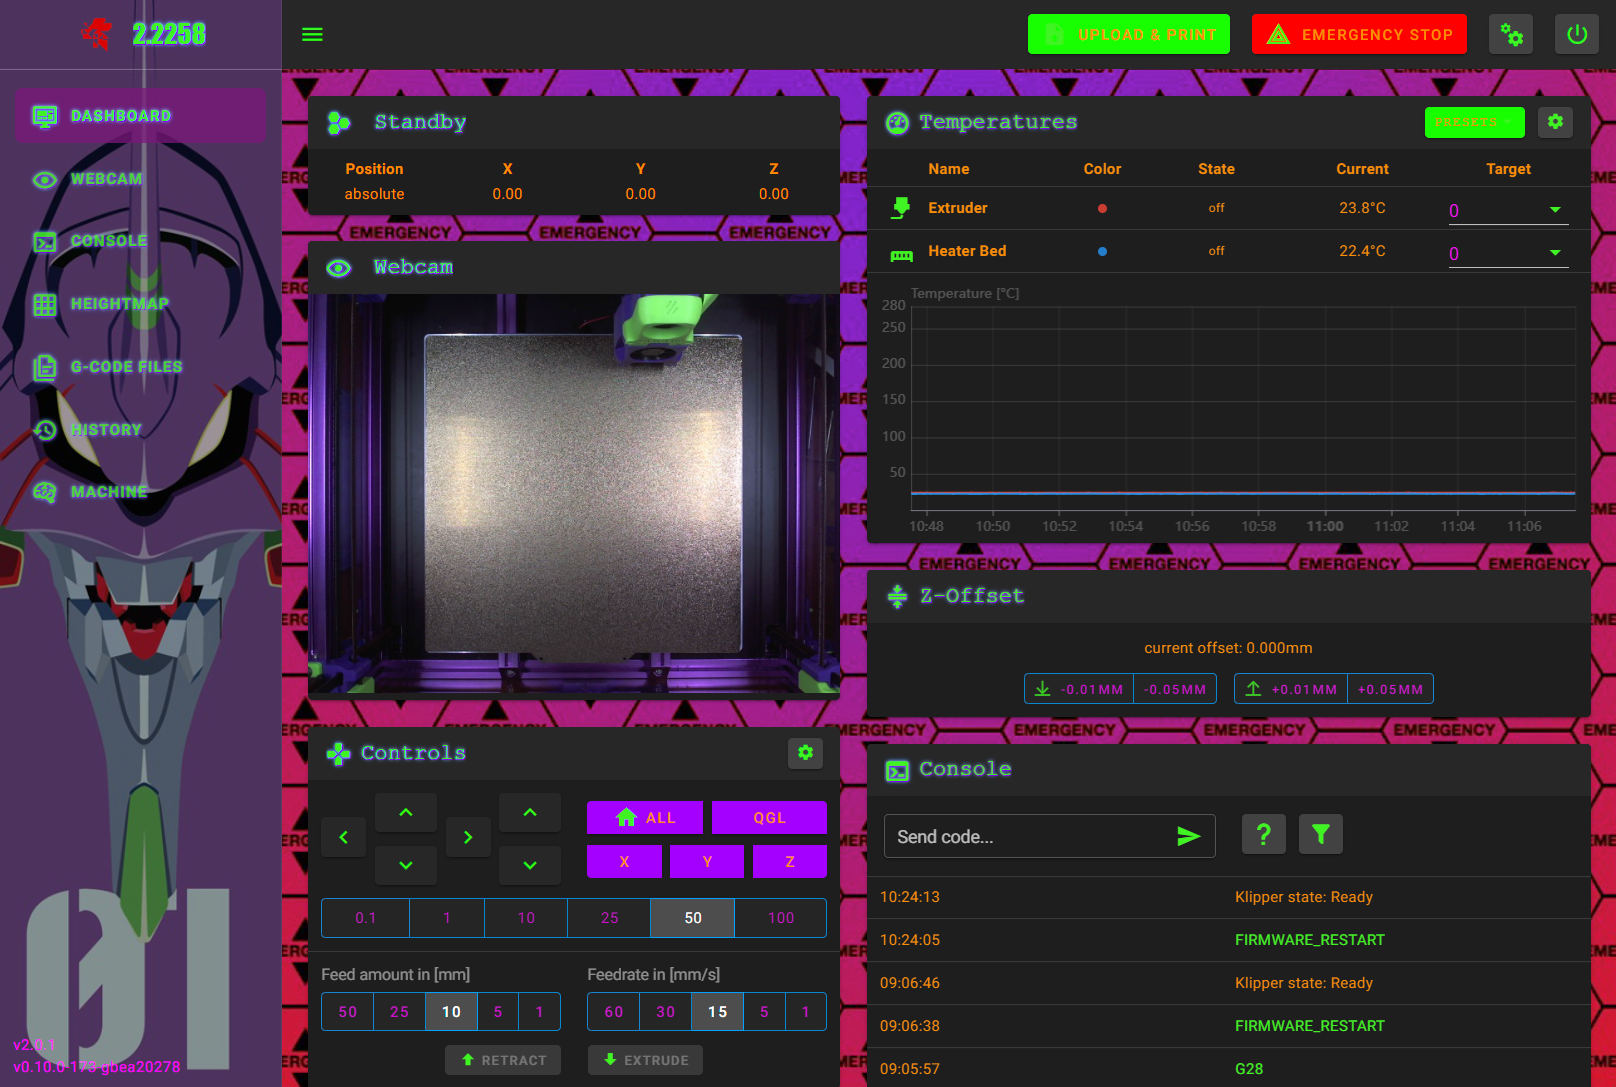 2.2258
UPLOAD & PRINT
EMERGENCY STOP
DASHBOARD
WEBCAM
CONSOLE
HEIGHTMAP
G-CODE FILES
HISTORY
MACHINE
01
v2.0.1
v0.10.0-173-gbea20278
Standby
Position X Y Z
absolute 0.00 0.00 0.00
EMERGENCY EMERGENCY EMERGENCY
Webcam
Controls
ALL QGL
X Y Z
0.1 1 10 25 50 100
Feed amount in [mm] Feedrate in [mm/s]
50 25 10 5 1 60 30 15 5 1
RETRACT EXTRUDE
Temperatures
PRESETS
Name Color State Current Target
Extruder off 23.8°C 0
Heater Bed off 22.4°C 0
Temperature [°C]
280
250
200
150
100
50
10:48 10:50 10:52 10:54 10:56 10:58 11:00 11:02 11:04 11:06
EMERGENCY EMERGENCY EMERGENCY EMERGENCY
Z-Offset
current offset: 0.000mm
-0.01MM -0.05MM +0.01MM +0.05MM
EMERGENCY EMERGENCY EMERGENCY EMERGENCY
Console
Send code...
?
10:24:13 Klipper state: Ready
10:24:05 FIRMWARE_RESTART
09:06:46 Klipper state: Ready
09:06:38 FIRMWARE_RESTART
09:05:57 G28